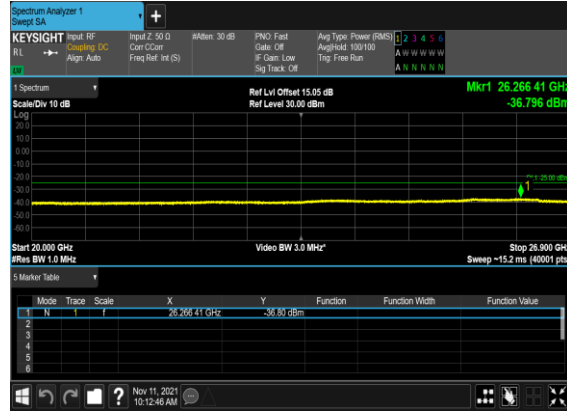 Spectrum Analyzer 1
Swept SA
+
KEYSIGHT Input: RF Input Z: 50 Ω #Atten: 30 dB PNO: Fast Avg Type: Power (RMS) 1 2 3 4 5 6
RL Coupling: DC Corr CCorr Gate: Off Avg|Hold: 100/100 A W W W W W
Align: Auto Freq Ref: Int (S) IF Gain: Low Trig: Free Run
Sig Track: Off A N N N N N
LW
1 Spectrum Ref Lvl Offset 15.05 dB Mkr1 26.266 41 GHz
Scale/Div 10 dB Ref Level 30.00 dBm -36.796 dBm
Log
20.0
10.0
0.00
-10.0
-20.0
-30.0
-40.0
-50.0
-60.0
-25.00 dBm
1
Start 20.000 GHz Video BW 3.0 MHz* Stop 26.900 GHz
#Res BW 1.0 MHz Sweep ~15.2 ms (40001 pts)
5 Marker Table
Mode Trace Scale X Y Function Function Width Function Value
1 N 1 f 26.266 41 GHz -36.80 dBm
2
3
4
5
6
? Nov 11, 2021
10:12:46 AM